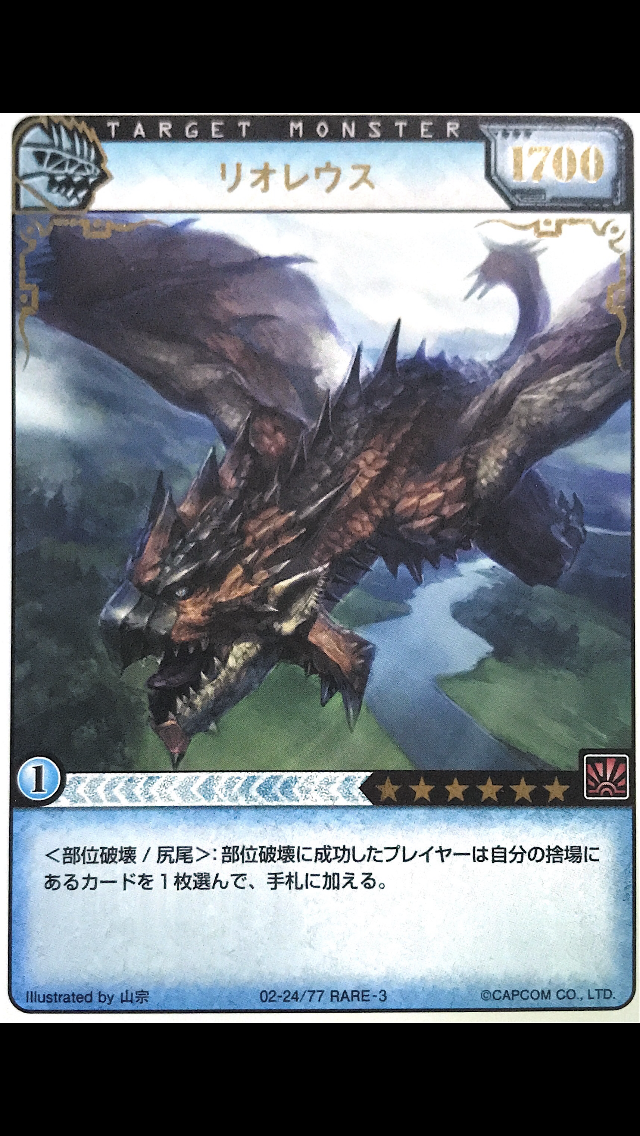 TARGET MONSTER
リオレウス
1700
1
＜部位破壊 / 尻尾＞：部位破壊に成功したプレイヤーは自分の捨場に
あるカードを１枚選んで、手札に加える。
Illustrated by 山宗
02-24/77 RARE-3
©CAPCOM CO., LTD.